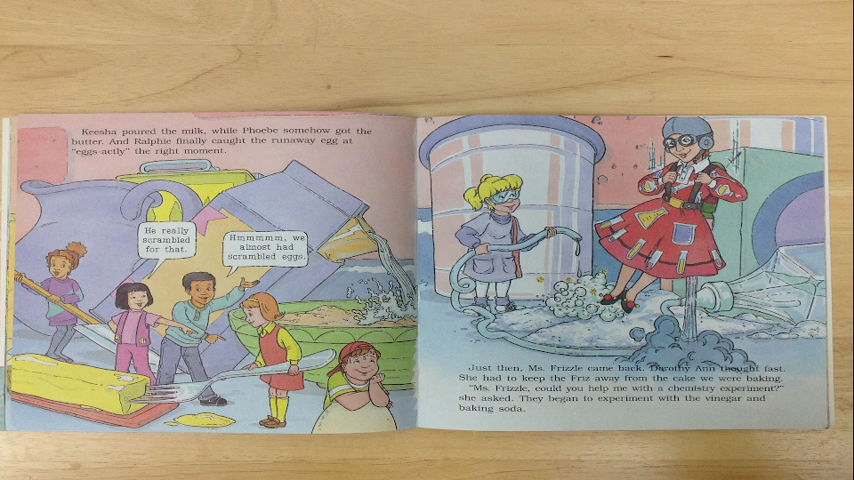 Keesha poured the milk, while Phoebe somehow got the
butter. And Ralphie finally caught the runaway egg at
"eggs-actly" the right moment.
He really
scrambled
for that.
Hmmmmm, we
almost had
scrambled eggs.
Just then, Ms. Frizzle came back. Dorothy Ann thought fast.
She had to keep the Friz away from the cake we were baking.
"Ms. Frizzle, could you help me with a chemistry experiment?"
she asked. They began to experiment with the vinegar and
baking soda.